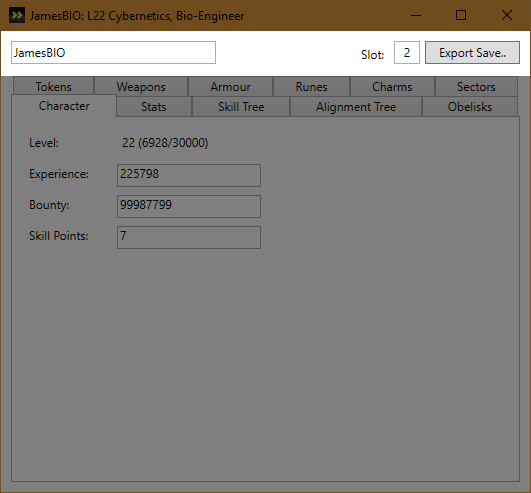 JamesBIO: L22 Cybernetics, Bio-Engineer
JamesBIO Slot: 2 Export Save..
Tokens Weapons Armour Runes Charms Sectors
Character Stats Skill Tree Alignment Tree Obelisks
Level: 22 (6928/30000)
Experience: 225798
Bounty: 99987799
Skill Points: 7